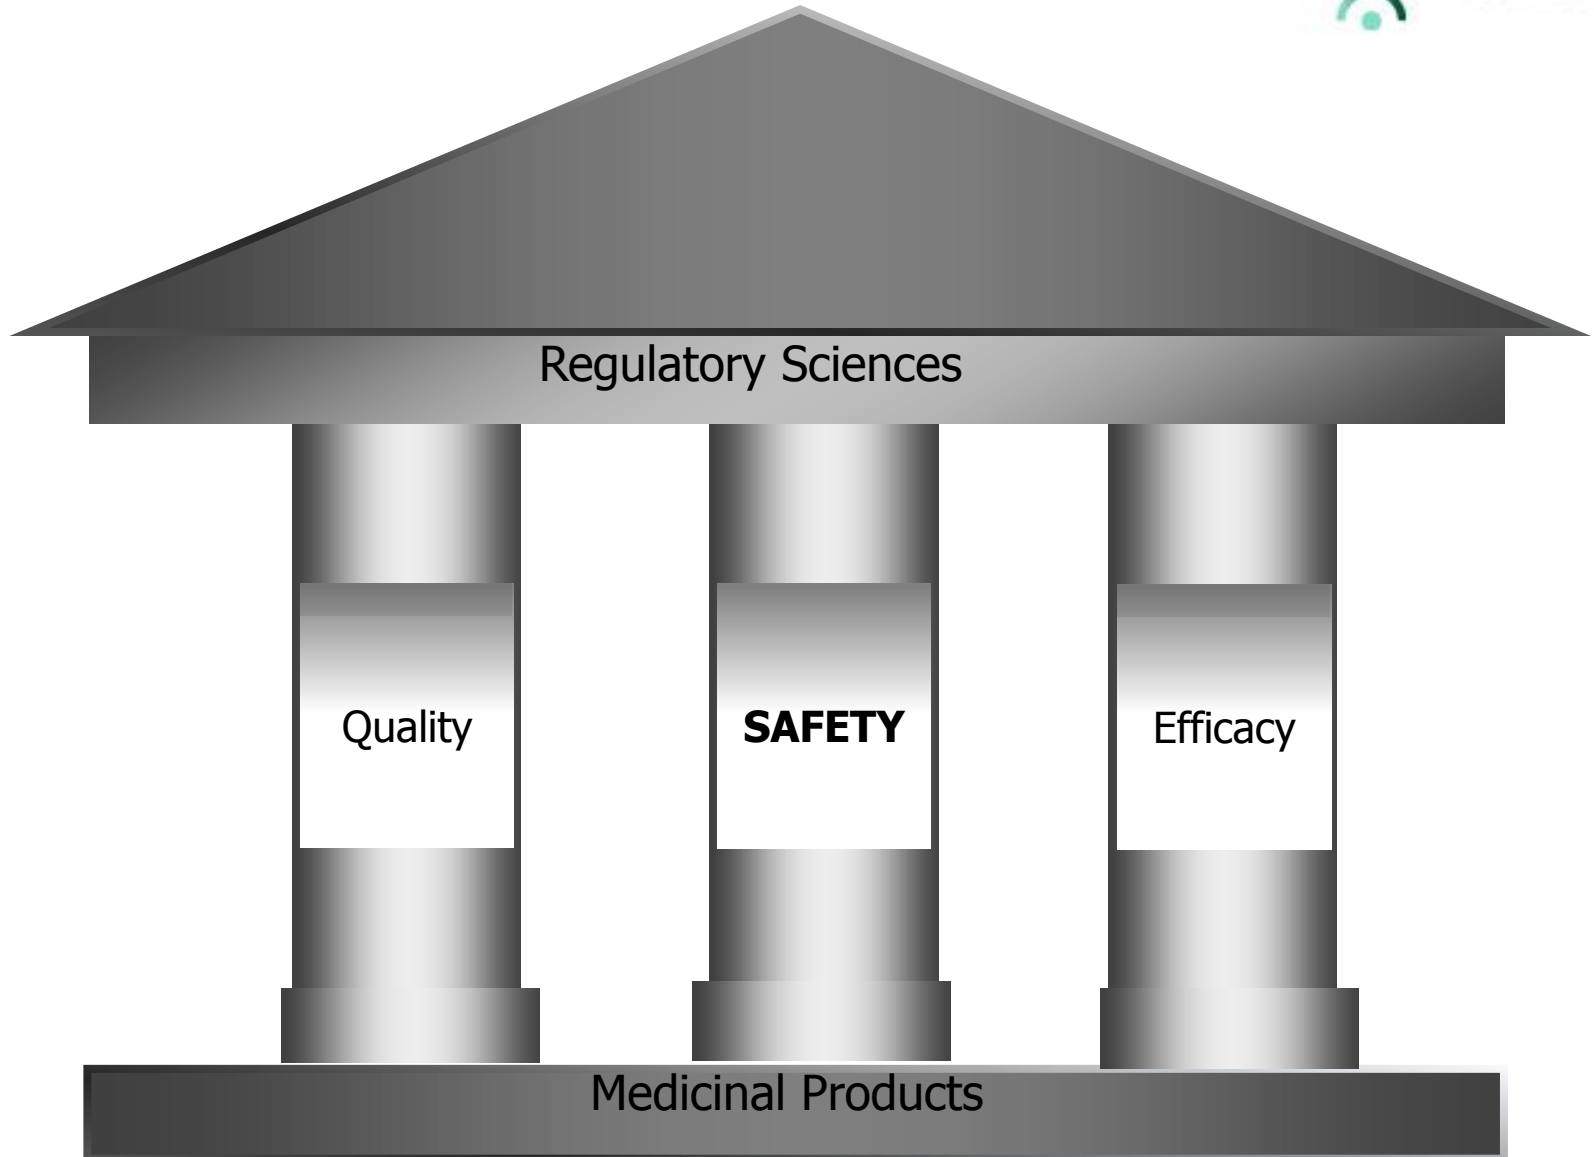 Regulatory Sciences
Quality
SAFETY
Efficacy
Medicinal Products